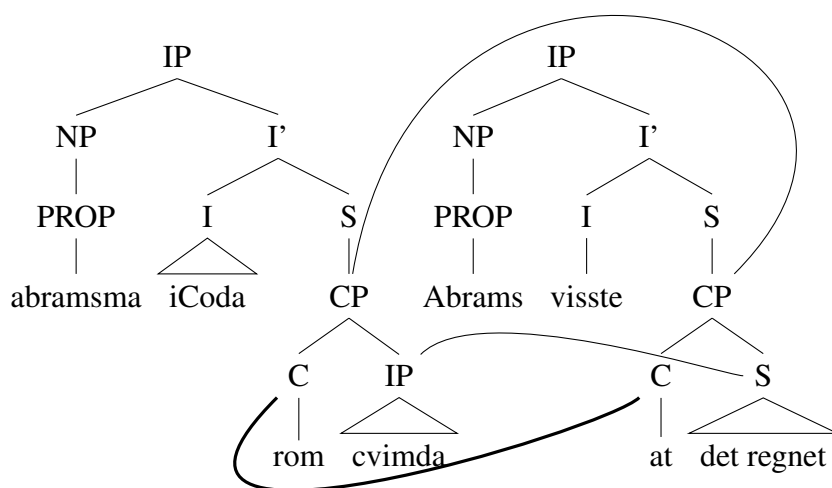 IP IP
NP I' NP I'
PROP I S PROP I S
abramsma iCoda CP Abrams visste CP
C IP C S
rom cvimda at det regnet